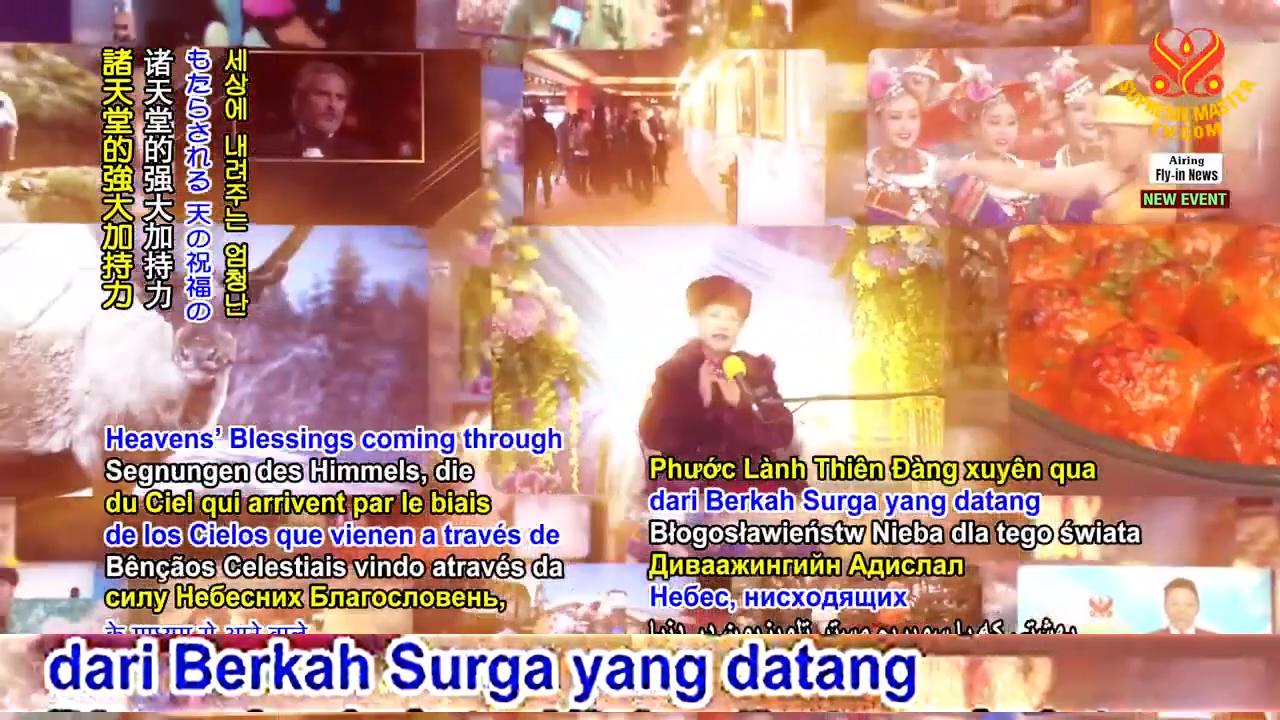 세상에 내려주는 엄청난
もたらされる 天の祝福の
诸天堂的强大加持力
諸天堂的強大加持力
SUPREMEMASTER
TV.COM
Airing
Fly-in News
NEW EVENT
Heavens’ Blessings coming through
Segnungen des Himmels, die
du Ciel qui arrivent par le biais
de los Cielos que vienen a través de
Bênçãos Celestiais vindo através da
силу Небесних Благословень,
Phước Lành Thiên Đàng xuyên qua
dari Berkah Surga yang datang
Błogosławieństw Nieba dla tego świata
Диваажингийн Адислал
Небес, нисходящих
dari Berkah Surga yang datang